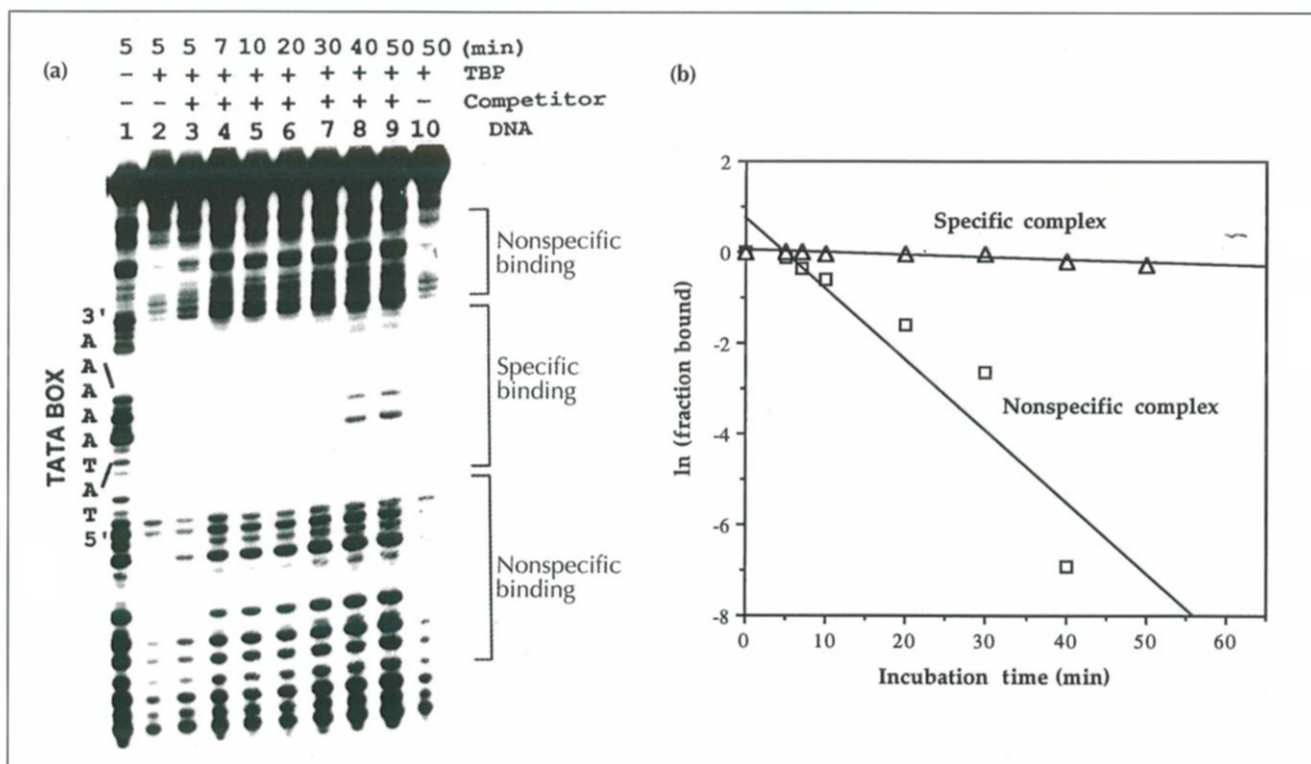 (a)
5 5 5 7 10 20 30 40 50 50 (min)
- + + + + + + + + + TBP
- - + + + + + + + - Competitor
1 2 3 4 5 6 7 8 9 10 DNA
Nonspecific
binding
Specific
binding
Nonspecific
binding
TATA BOX
3'
A
A
A
A
A
T
A
T
5'
(b)
2
0
-2
-4
-6
-8
ln (fraction bound)
Specific complex
Nonspecific complex
0 10 20 30 40 50 60
Incubation time (min)